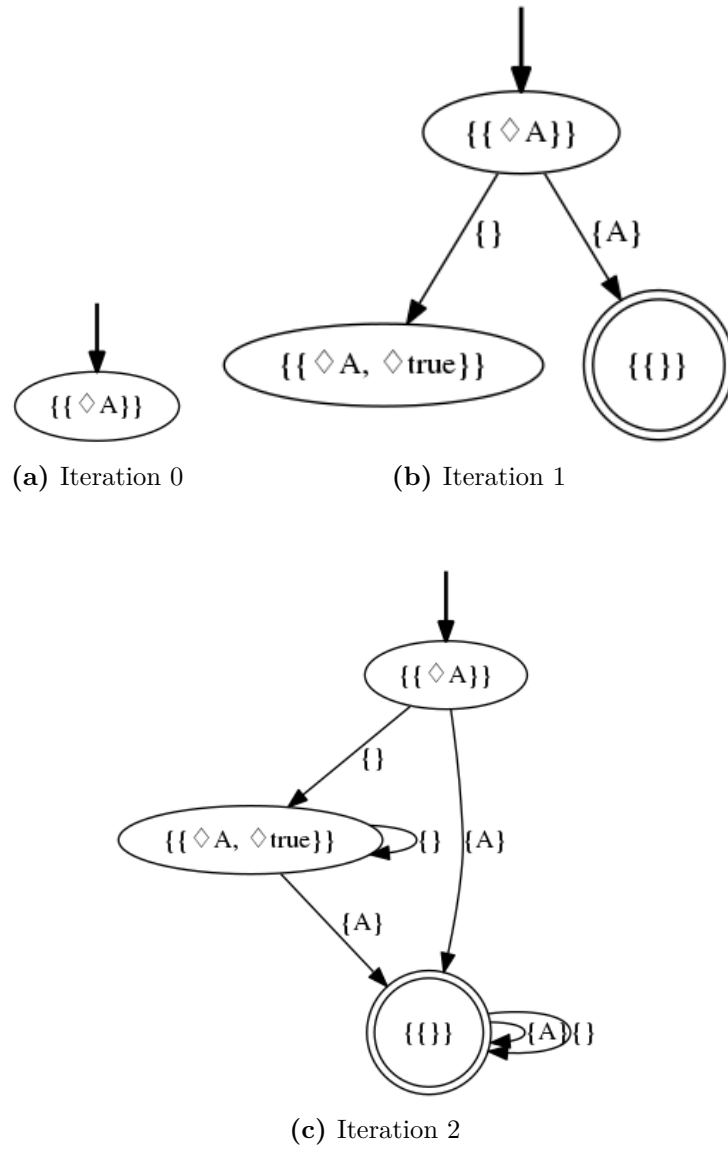 {{◇A}}
{}
{A}
{{◇A, ◇true}}
{{}}
{{◇A}}
(a) Iteration 0
(b) Iteration 1
{{◇A}}
{}
{{◇A, ◇true}}
{}
{A}
{A}
{{}}
{A}
{}
(c) Iteration 2